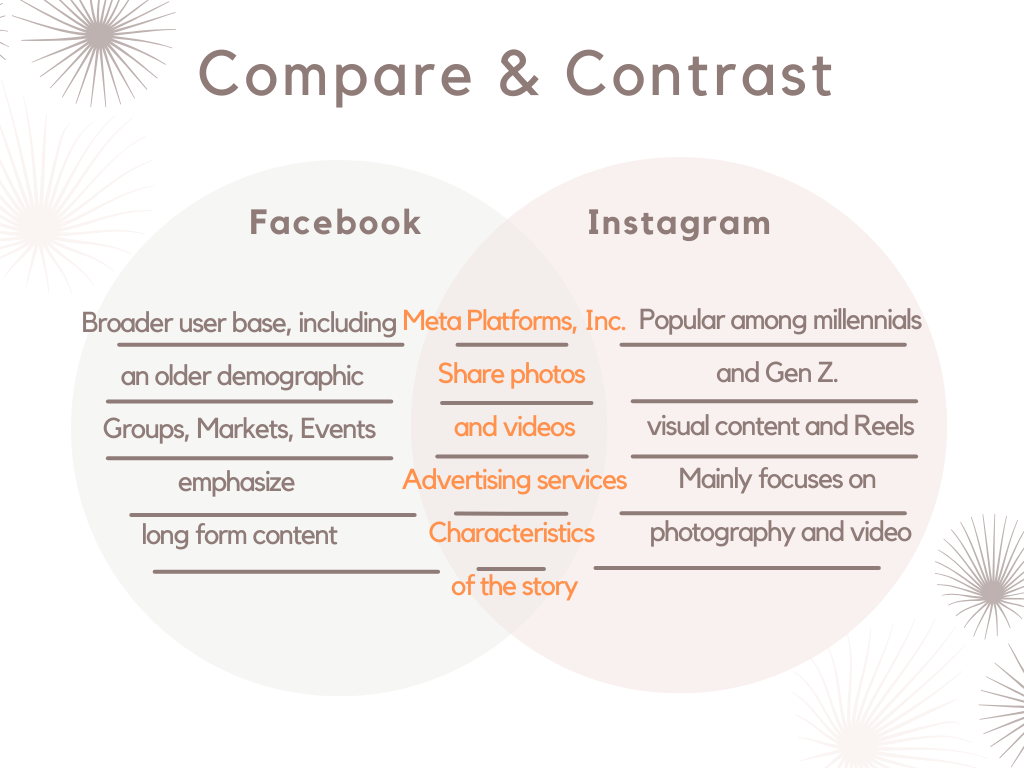 Compare & Contrast
Facebook
Instagram
Broader user base, including
an older demographic
Groups, Markets, Events
emphasize
long form content
Meta Platforms, Inc.
Share photos
and videos
Advertising services
Characteristics
of the story
Popular among millennials
and Gen Z.
visual content and Reels
Mainly focuses on
photography and video